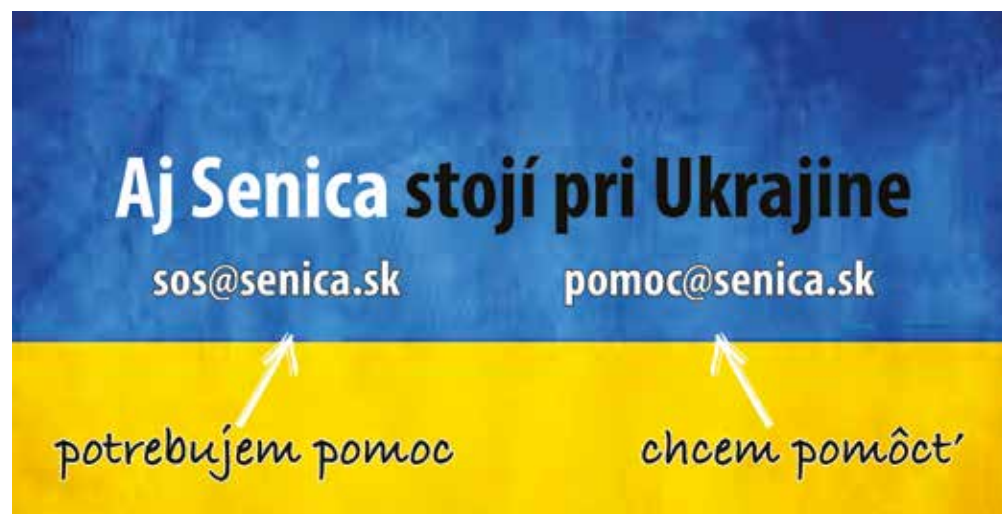 Aj Senica stojí pri Ukrajine
sos@senica.sk pomoc@senica.sk
potrebujem pomoc chcem pomôcť